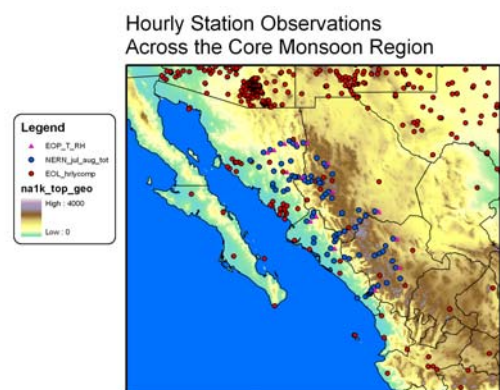 Hourly Station Observations
Across the Core Monsoon Region
Legend
EOP_T_RH
NERN_jul_aug_tot
EOL_hrlycomp
na1k_top_geo
High : 4000
Low : 0